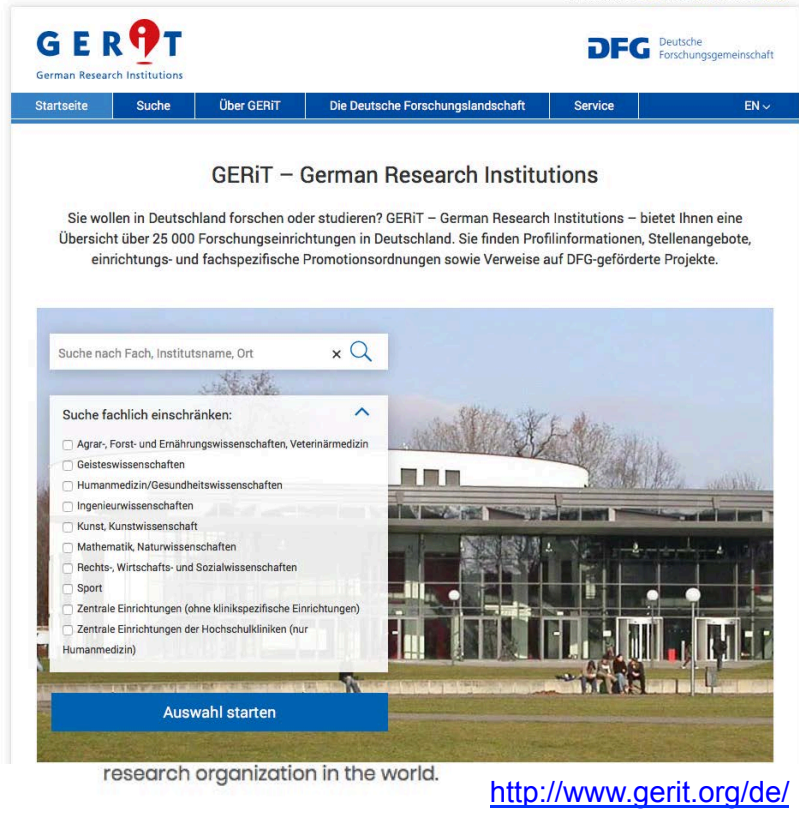 GERiT
German Research Institutions
DFG Deutsche
Forschungsgemeinschaft
Startseite Suche Über GERiT Die Deutsche Forschungslandschaft Service EN
GERiT – German Research Institutions
Sie wollen in Deutschland forschen oder studieren? GERiT – German Research Institutions – bietet Ihnen eine
Übersicht über 25 000 Forschungseinrichtungen in Deutschland. Sie finden Profilinformationen, Stellenangebote,
einrichtungs- und fachspezifische Promotionsordnungen sowie Verweise auf DFG-geförderte Projekte.
Suche nach Fach, Institutsname, Ort x
Suche fachlich einschränken:
Agrar-, Forst- und Ernährungswissenschaften, Veterinärmedizin
Geisteswissenschaften
Humanmedizin/Gesundheitswissenschaften
Ingenieurwissenschaften
Kunst, Kunstwissenschaft
Mathematik, Naturwissenschaften
Rechts-, Wirtschafts- und Sozialwissenschaften
Sport
Zentrale Einrichtungen (ohne klinikspezifische Einrichtungen)
Zentrale Einrichtungen der Hochschulkliniken (nur
Humanmedizin)
Auswahl starten
research organization in the world.
http://www.gerit.org/de/